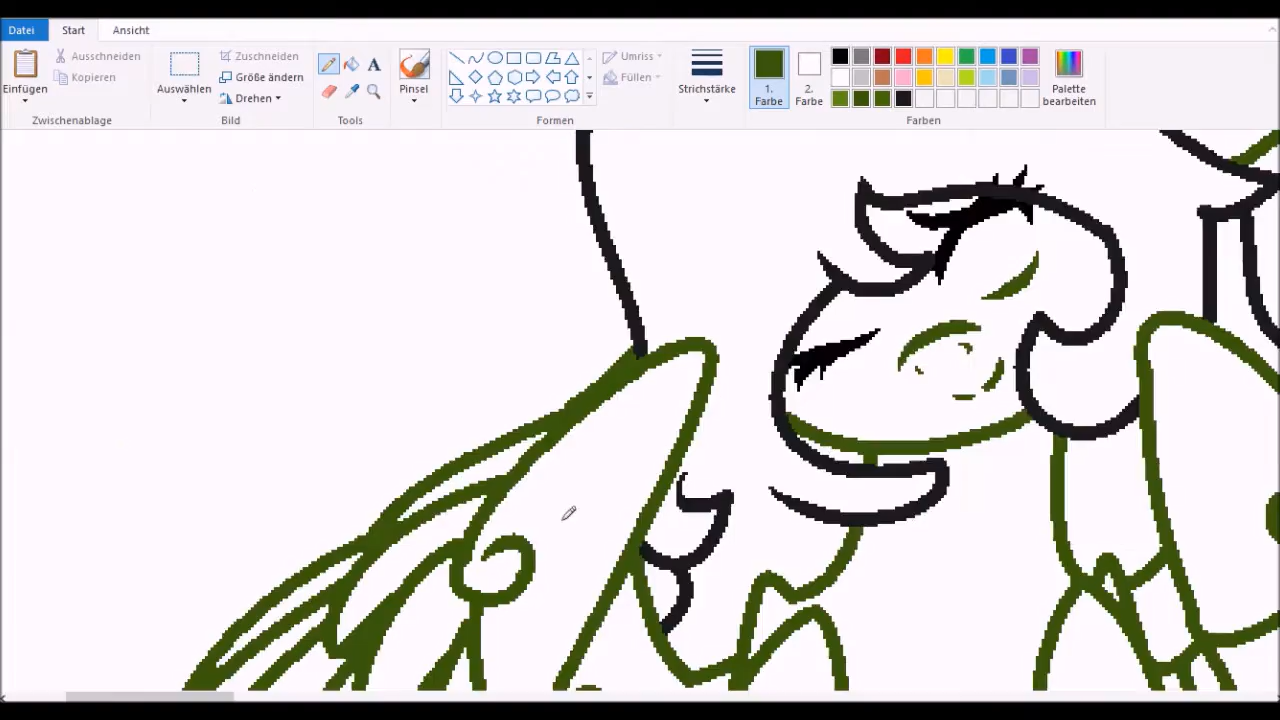 Datei Start Ansicht
Einfügen
Ausschneiden
Kopieren
Zwischenablage
Auswählen
Zuschneiden
Größe ändern
Drehen
Bild
A
Tools
Pinsel
Umriss
Füllen
Formen
Strichstärke
1.
Farbe
2.
Farbe
Palette
bearbeiten
Farben